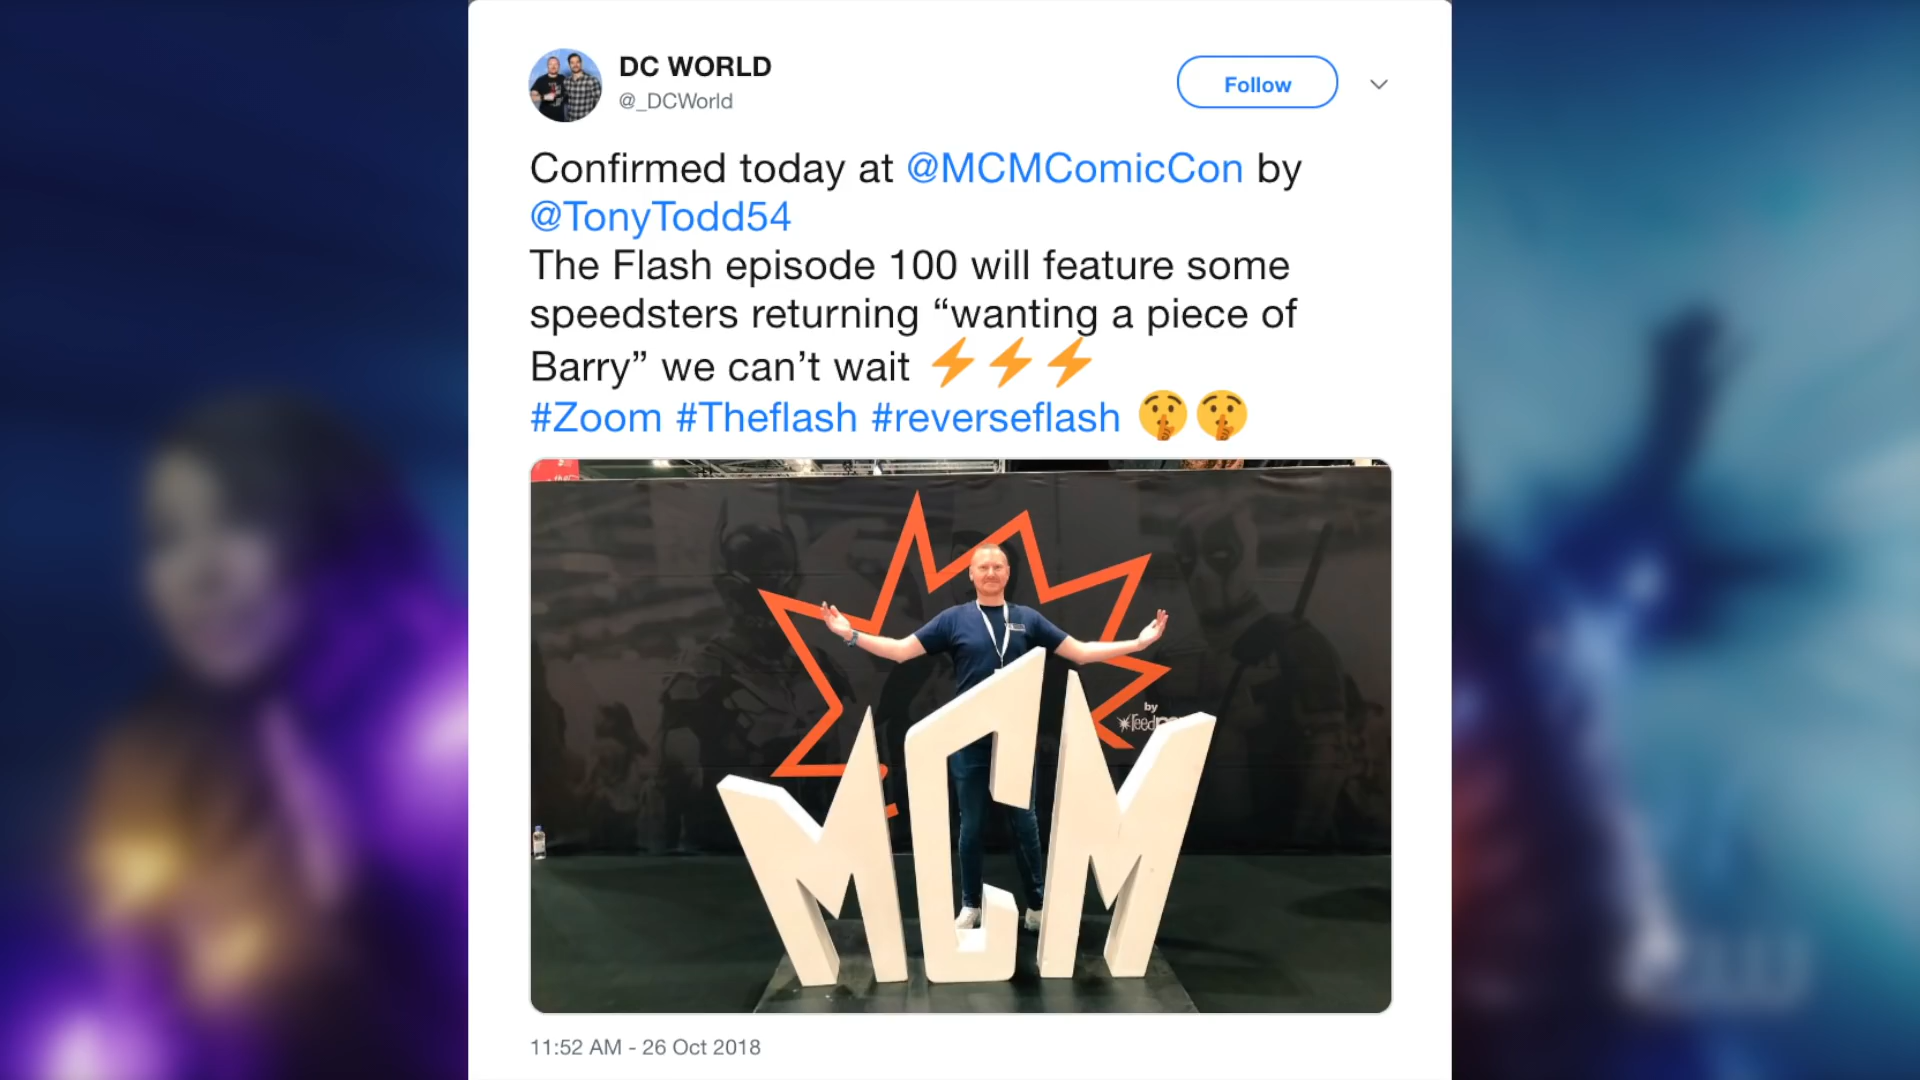 DC WORLD
@_DCWorld
Follow
Confirmed today at @MCMComicCon by
@TonyTodd54
The Flash episode 100 will feature some
speedsters returning “wanting a piece of
Barry” we can’t wait ⚡⚡⚡
#Zoom #Theflash #reverseflash 🤫🤫
by
MCM
11:52 AM - 26 Oct 2018